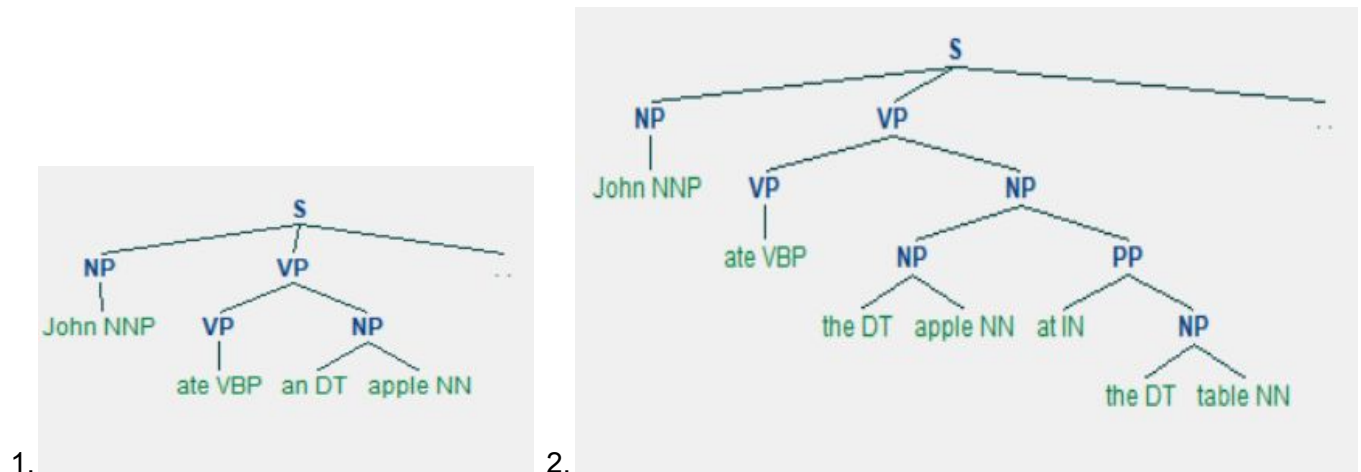 S
NP VP . .
John NNP VP NP
ate VBP an DT apple NN
1.
S
NP VP . .
John NNP VP NP
ate VBP NP PP
the DT apple NN at IN NP
the DT table NN
2.